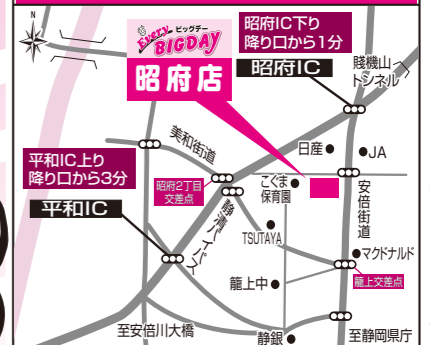 N
Every ビッグデー
BIGDAY
昭府店
昭府IC下り
降り口から1分
昭府IC
賤機山
トンネル
美和街道
日産
JA
平和IC上り
降り口から3分
平和IC
昭府2丁目
交差点
こぐま
保育園
安倍街道
静清バイパス
TSUTAYA
マクドナルド
籠上中
籠上交差点
至安倍川大橋
静銀
至静岡県庁